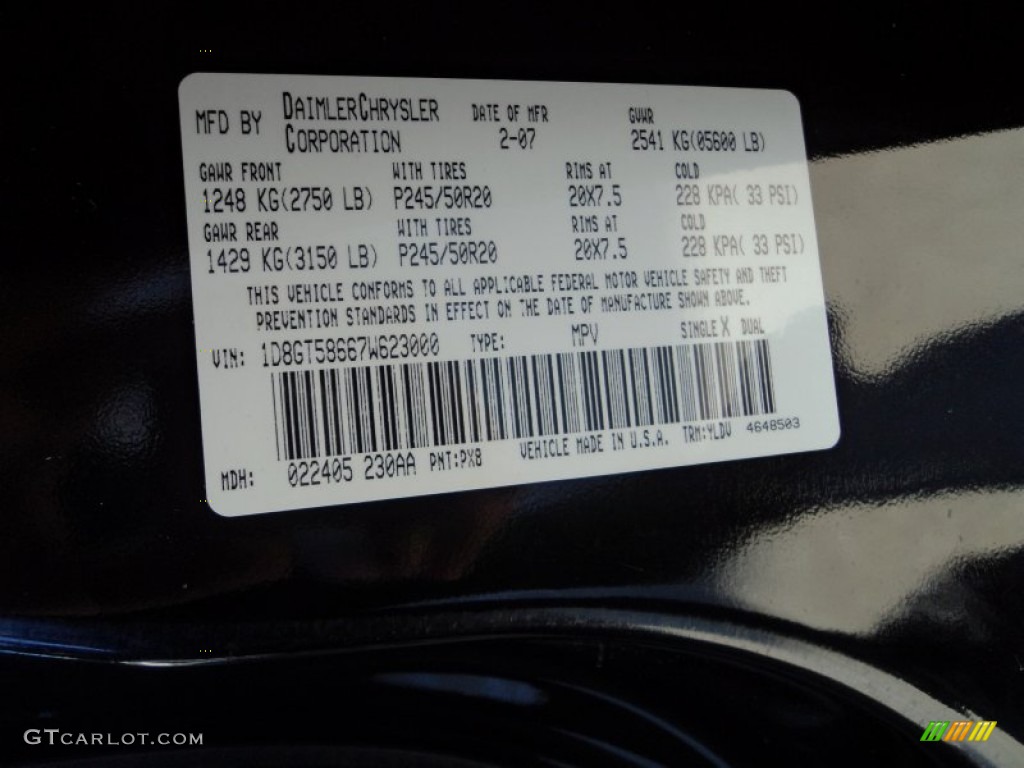 MFD BY DAIMLERCHRYSLER CORPORATION DATE OF MFR 2-07 GVWR 2541 KG(05600 LB)
GAWR FRONT WITH TIRES RIMS AT COLD
1248 KG(2750 LB) P245/50R20 20X7.5 228 KPA( 33 PSI)
GAWR REAR WITH TIRES RIMS AT COLD
1429 KG(3150 LB) P245/50R20 20X7.5 228 KPA( 33 PSI)
THIS VEHICLE CONFORMS TO ALL APPLICABLE FEDERAL MOTOR VEHICLE SAFETY AND THEFT
PREVENTION STANDARDS IN EFFECT ON THE DATE OF MANUFACTURE SHOWN ABOVE.
VIN: 1D8GT58667W623000 TYPE: MPV SINGLE X DUAL
MDH: 022405 230AA PNT:PX8 VEHICLE MADE IN U.S.A. TRM:YLDV 4648503
GTCARLOT.COM